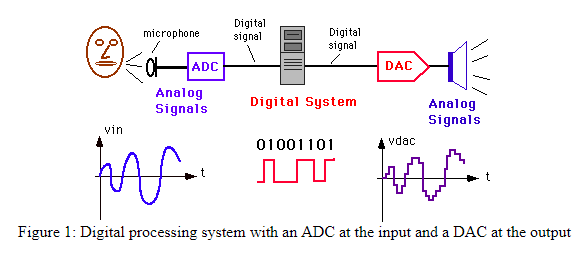 microphone
Digital
signal
Digital
signal
ADC
DAC
Analog
Signals
Digital System
Analog
Signals
vin
t
01001101
vdac
t
Figure 1: Digital processing system with an ADC at the input and a DAC at the output